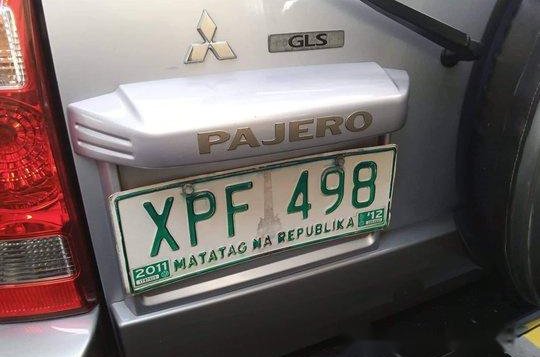 GLS
PAJERO
XPF 498
2011 MATATAG NA REPUBLIKA '12